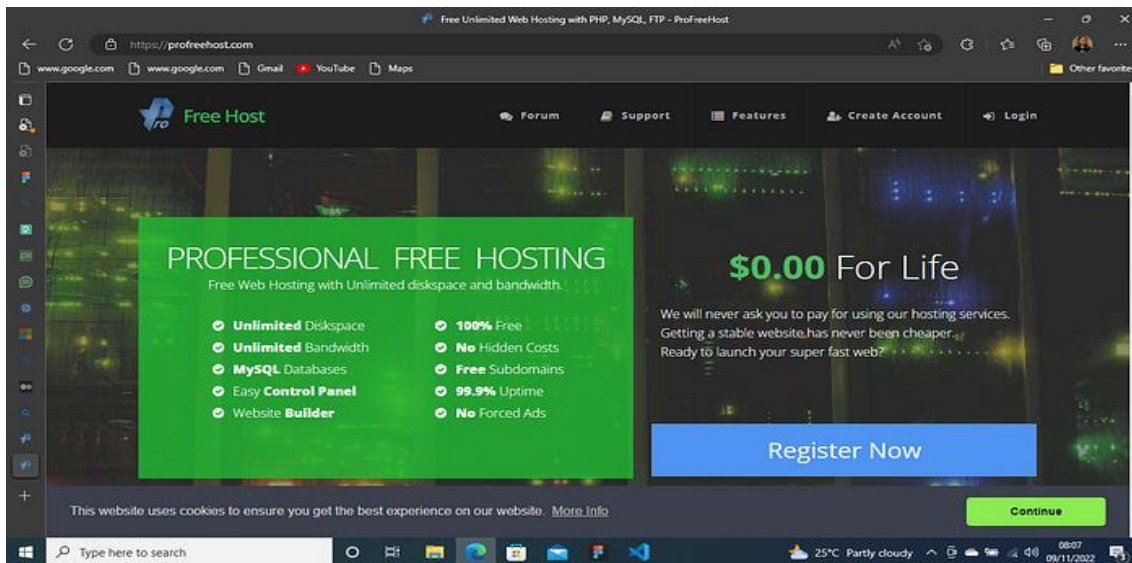 Free Unlimited Web Hosting with PHP, MySQL, FTP - ProFreeHost
https://profreehost.com
www.google.com www.google.com Gmail YouTube Maps Other favorite
Pro Free Host Forum Support Features Create Account Login
PROFESSIONAL FREE HOSTING
Free Web Hosting with Unlimited diskspace and bandwidth.
Unlimited Diskspace 100% Free
Unlimited Bandwidth No Hidden Costs
MySQL Databases Free Subdomains
Easy Control Panel 99.9% Uptime
Website Builder No Forced Ads
$0.00 For Life
We will never ask you to pay for using our hosting services.
Getting a stable website has never been cheaper.
Ready to launch your super fast web?
Register Now
This website uses cookies to ensure you get the best experience on our website. More Info Continue
Type here to search 25°C Partly cloudy 08:07
09/11/2022